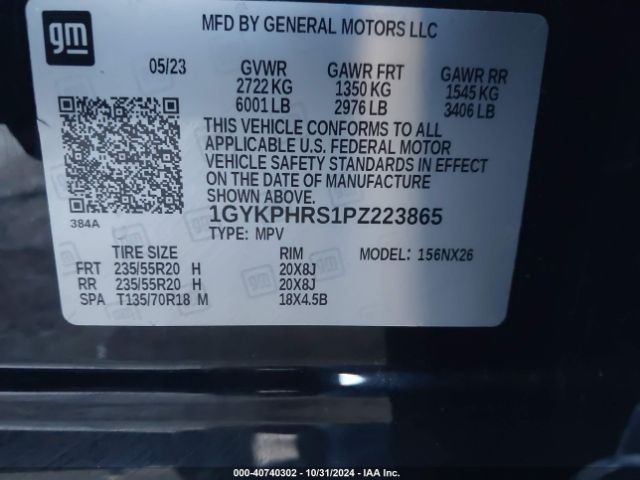 gm
MFD BY GENERAL MOTORS LLC
05/23 GVWR GAWR FRT GAWR RR
2722 KG 1350 KG 1545 KG
6001 LB 2976 LB 3406 LB
THIS VEHICLE CONFORMS TO ALL
APPLICABLE U.S. FEDERAL MOTOR
VEHICLE SAFETY STANDARDS IN EFFECT
ON THE DATE OF MANUFACTURE
SHOWN ABOVE.
384A
1GYKPHRS1PZ223865
TYPE: MPV
TIRE SIZE RIM MODEL: 156NX26
FRT 235/55R20 H 20X8J
RR 235/55R20 H 20X8J
SPA T135/70R18 M 18X4.5B
Stock #: 40740302 - 10/31/2024 - IAA Inc.